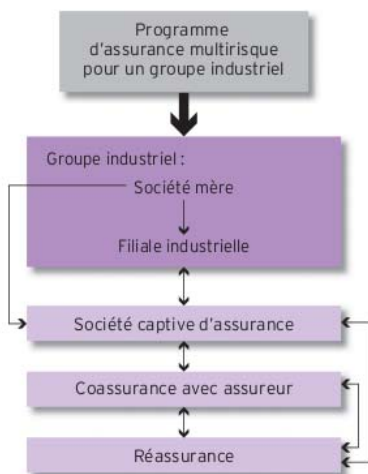 Programme
d'assurance multirisque
pour un groupe industriel
Groupe industriel :
Société mère
Filiale industrielle
Société captive d'assurance
Coassurance avec assureur
Réassurance